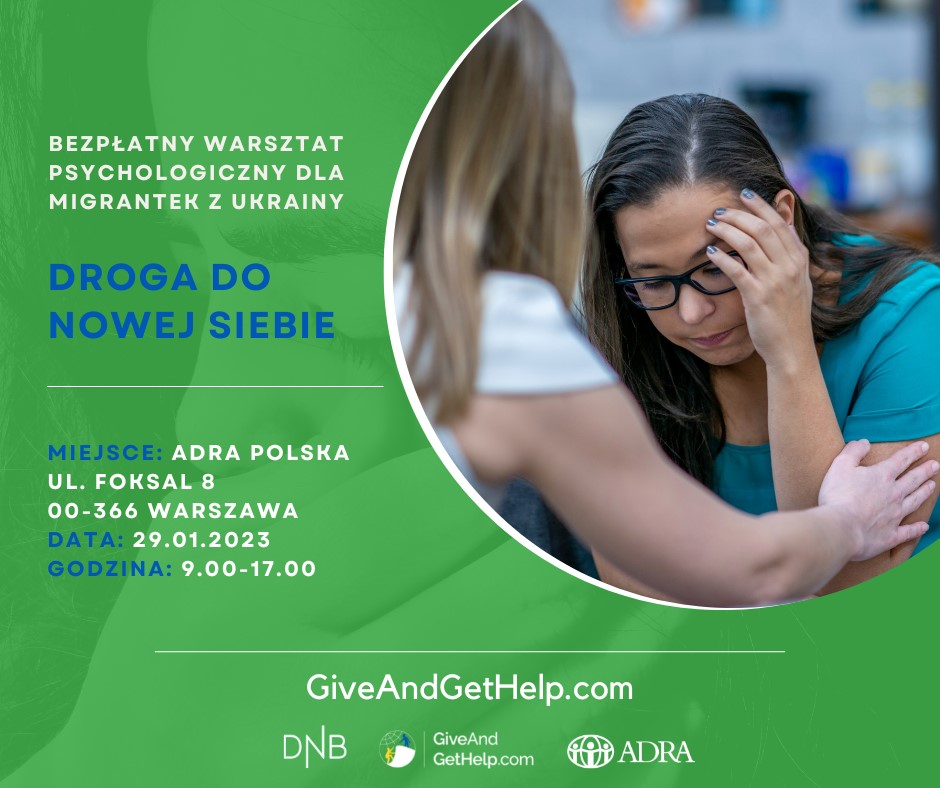 BEZPŁATNY WARSZTAT
PSYCHOLOGICZNY DLA
MIGRANTEK Z UKRAINY
DROGA DO
NOWEJ SIEBIE
MIEJSCE: ADRA POLSKA
UL. FOKSAL 8
00-366 WARSZAWA
DATA: 29.01.2023
GODZINA: 9.00-17.00
GiveAndGetHelp.com
DNB
GiveAnd
GetHelp.com
ADRA